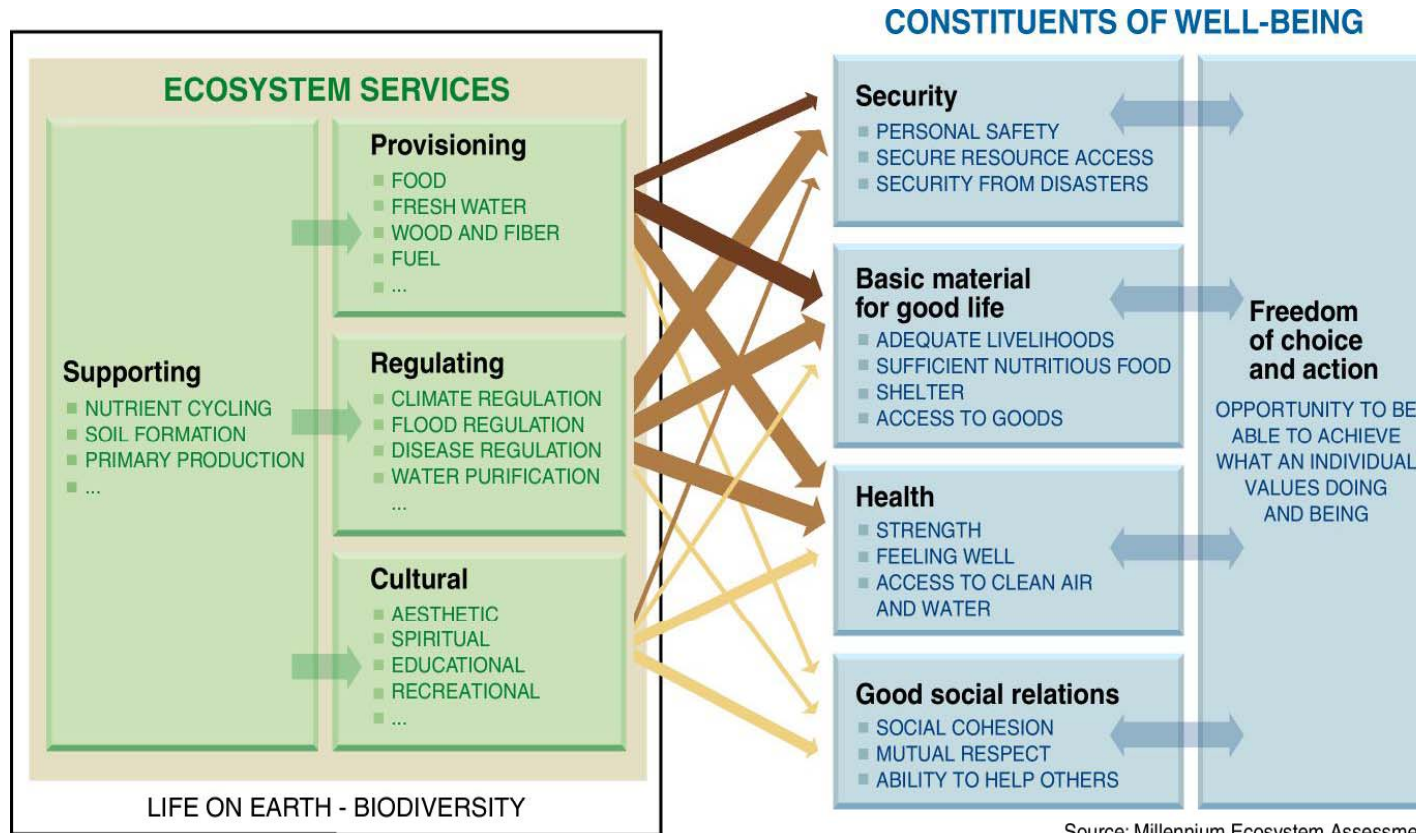 CONSTITUENTS OF WELL-BEING
ECOSYSTEM SERVICES
Supporting
NUTRIENT CYCLING
SOIL FORMATION
PRIMARY PRODUCTION
...
Provisioning
FOOD
FRESH WATER
WOOD AND FIBER
FUEL
...
Regulating
CLIMATE REGULATION
FLOOD REGULATION
DISEASE REGULATION
WATER PURIFICATION
...
Cultural
AESTHETIC
SPIRITUAL
EDUCATIONAL
RECREATIONAL
...
LIFE ON EARTH - BIODIVERSITY
Security
PERSONAL SAFETY
SECURE RESOURCE ACCESS
SECURITY FROM DISASTERS
Basic material
for good life
ADEQUATE LIVELIHOODS
SUFFICIENT NUTRITIOUS FOOD
SHELTER
ACCESS TO GOODS
Health
STRENGTH
FEELING WELL
ACCESS TO CLEAN AIR
AND WATER
Good social relations
SOCIAL COHESION
MUTUAL RESPECT
ABILITY TO HELP OTHERS
Freedom
of choice
and action
OPPORTUNITY TO BE
ABLE TO ACHIEVE
WHAT AN INDIVIDUAL
VALUES DOING
AND BEING
Source: Millennium Ecosystem Assessme